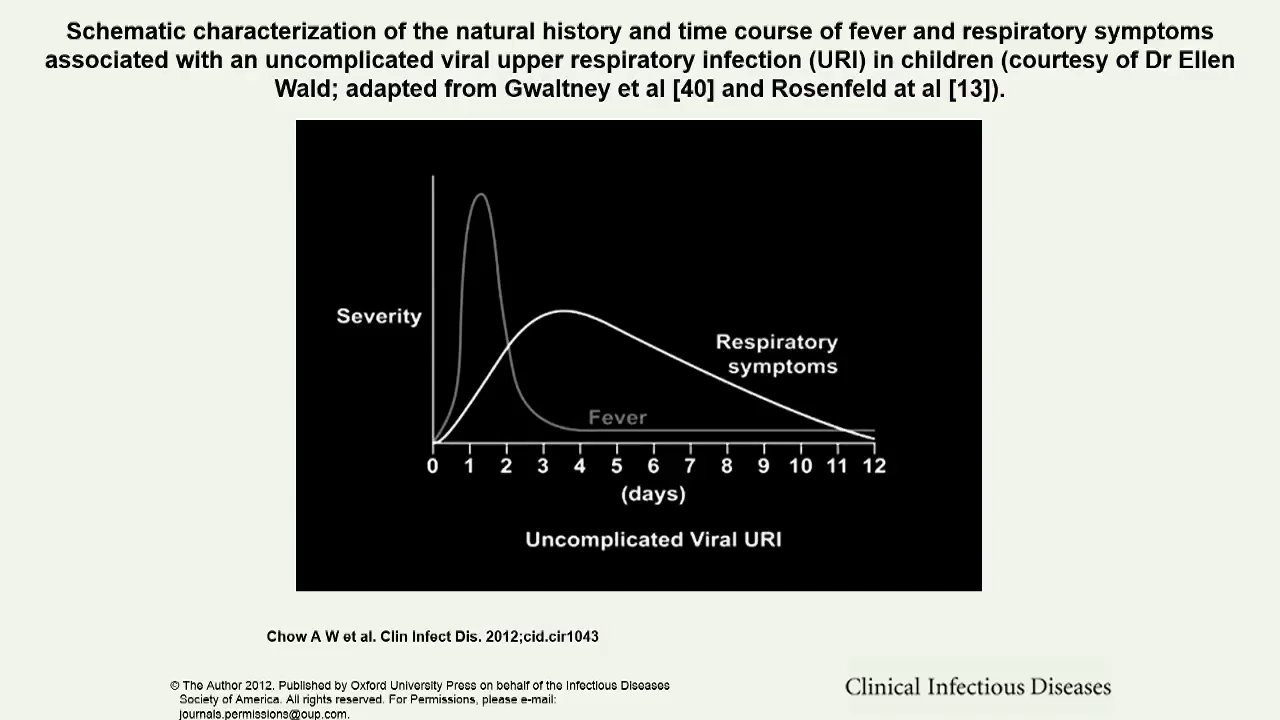 Schematic characterization of the natural history and time course of fever and respiratory symptoms
associated with an uncomplicated viral upper respiratory infection (URI) in children (courtesy of Dr Ellen
Wald; adapted from Gwaltney et al [40] and Rosenfeld at al [13]).
Severity
Respiratory
symptoms
Fever
0 1 2 3 4 5 6 7 8 9 10 11 12
(days)
Uncomplicated Viral URI
Chow A W et al. Clin Infect Dis. 2012;cid.cir1043
© The Author 2012. Published by Oxford University Press on behalf of the Infectious Diseases
Society of America. All rights reserved. For Permissions, please e-mail:
journals.permissions@oup.com.
Clinical Infectious Diseases